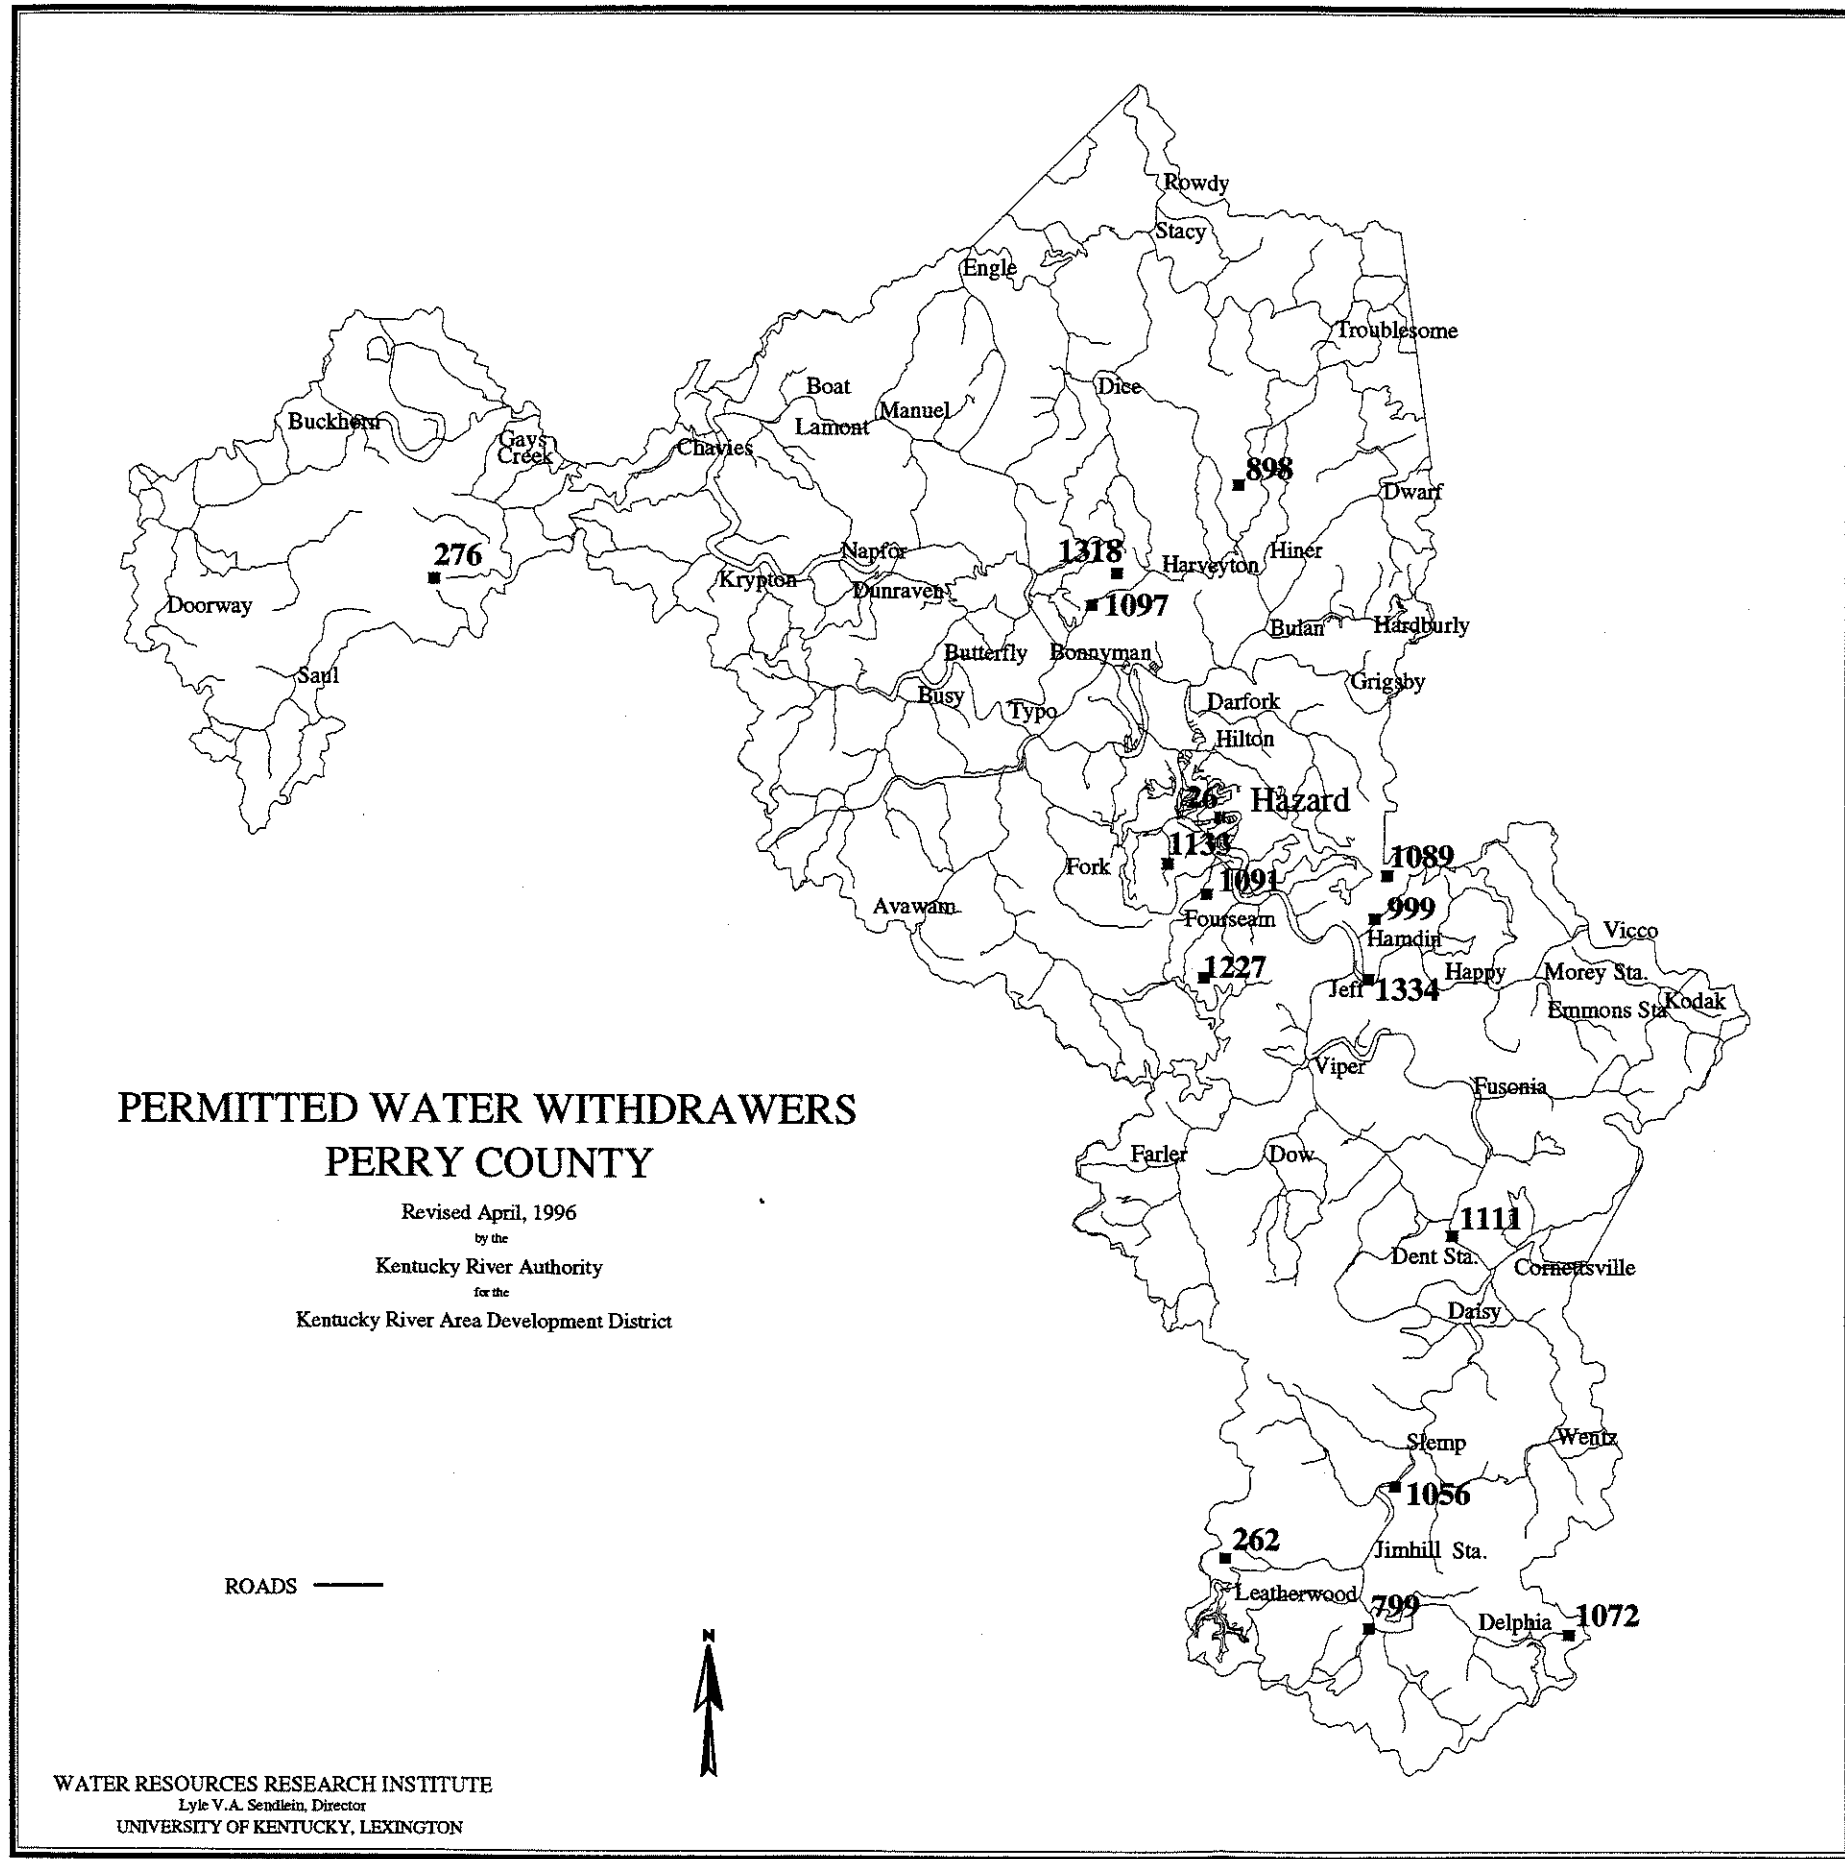 Rowdy
Stacy
Engle
Troublesome
Boat
Dice
Manuel
Buckhorn
Lamont
Gays
Creek
Chavies
898
Dwarf
276
1318
Napfor
Hiner
Harveyton
Krypton
Dunraven
1097
Doorway
Bulan
Hardburly
Butterfly
Bonnyman
Saul
Busy
Grigsby
Typo
Darfork
Hilton
26
Hazard
1133
1089
Fork
1091
Avawam
999
Fourseam
Vicco
Hamdin
1227
Happy
Morey Sta.
Jeff
1334
Kodak
Emmons Sta
Viper
Fusonia
PERMITTED WATER WITHDRAWERS
PERRY COUNTY
Revised April, 1996
by the
Kentucky River Authority
for the
Kentucky River Area Development District
Farler
Dow
1111
Dent Sta.
Cornettsville
Daisy
Slemp
Wentz
1056
262
Jimhill Sta.
ROADS
Leatherwood
799
Delphia
1072
N
WATER RESOURCES RESEARCH INSTITUTE
Lyle V.A. Sendlein, Director
UNIVERSITY OF KENTUCKY, LEXINGTON